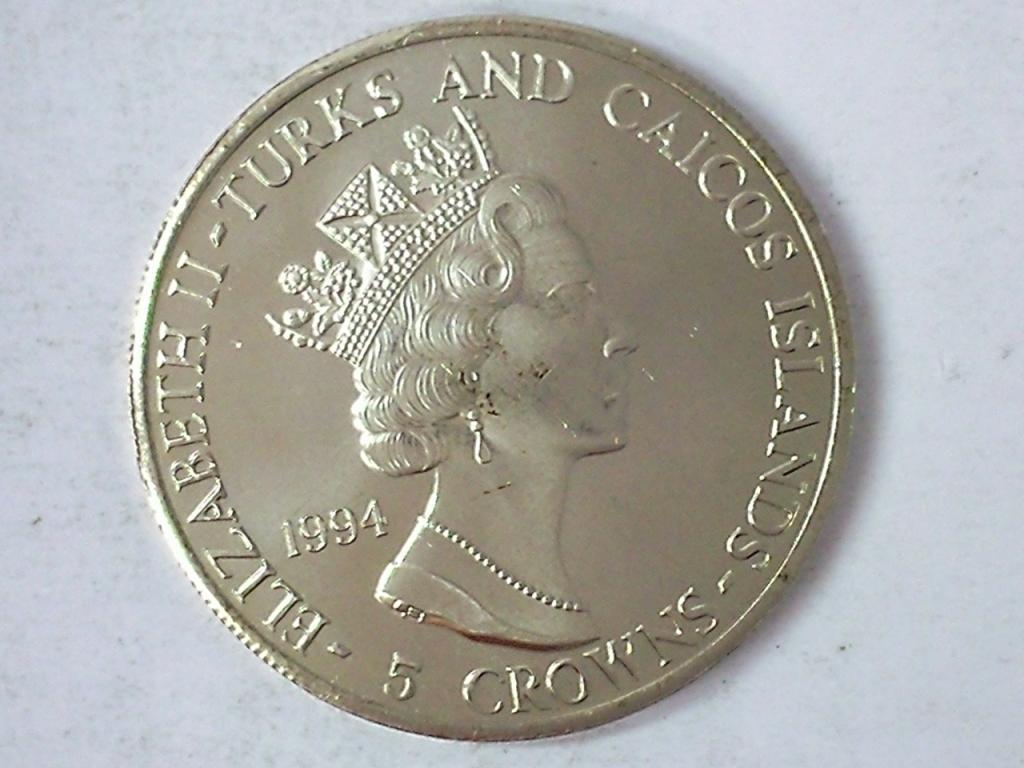 ELIZABETH II - TURKS AND CAICOS ISLANDS -
1994
5 CROWNS -